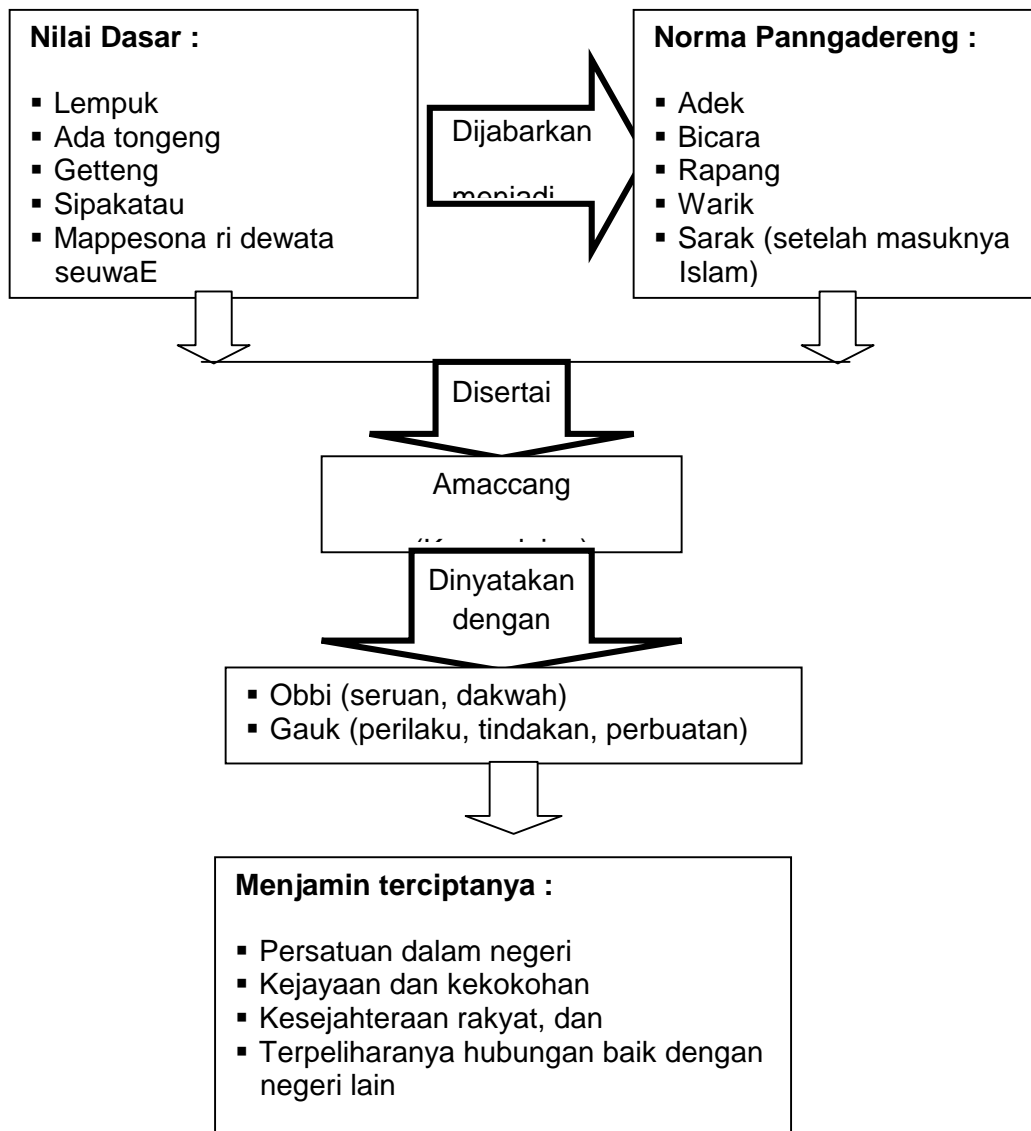 Nilai Dasar :
▪ Lempuk
▪ Ada tongeng
▪ Getteng
▪ Sipakatau
▪ Mappesona ri dewata
seuwaE
Dijabarkan
menjadi
Norma Panngadereng :
▪ Adek
▪ Bicara
▪ Rapang
▪ Warik
▪ Sarak (setelah masuknya
Islam)
Disertai
Amaccang
Dinyatakan
dengan
▪ Obbi (seruan, dakwah)
▪ Gauk (perilaku, tindakan, perbuatan)
Menjamin terciptanya :
▪ Persatuan dalam negeri
▪ Kejayaan dan kekokohan
▪ Kesejahteraan rakyat, dan
▪ Terpeliharanya hubungan baik dengan
negeri lain